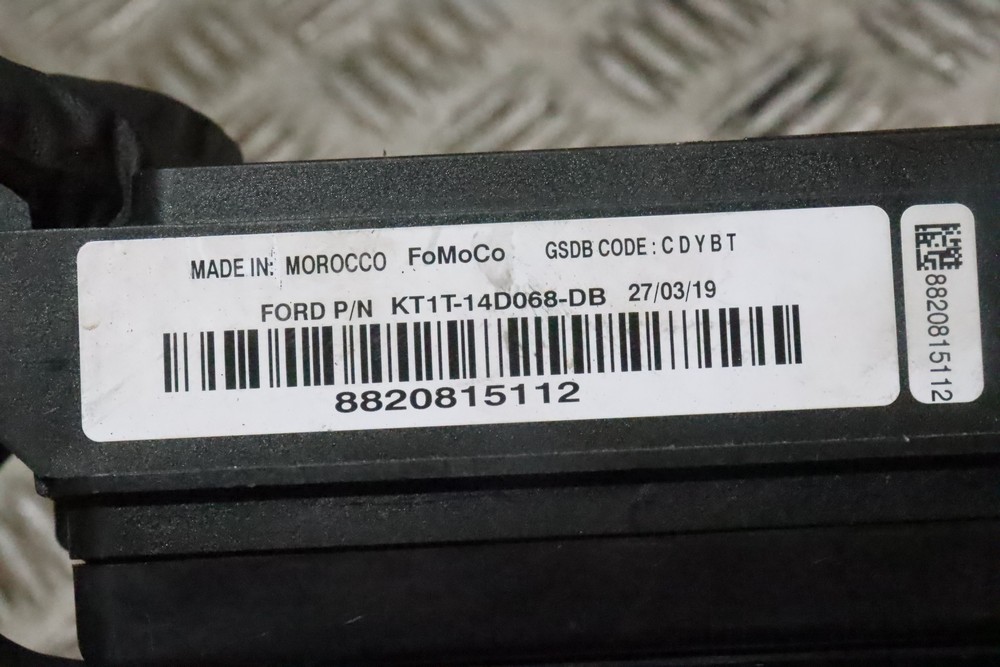 MADE IN: MOROCCO FoMoCo GSDB CODE : C D Y B T
FORD P/N KT1T-14D068-DB 27/03/19
8820815112
8820815112